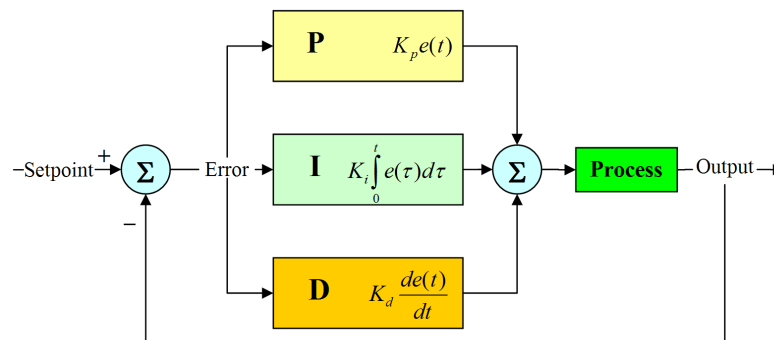 P K_p e(t)
–Setpoint + Σ Error I K_i ∫_0^t e(τ)dτ Σ Process Output
–
D K_d de(t)/dt